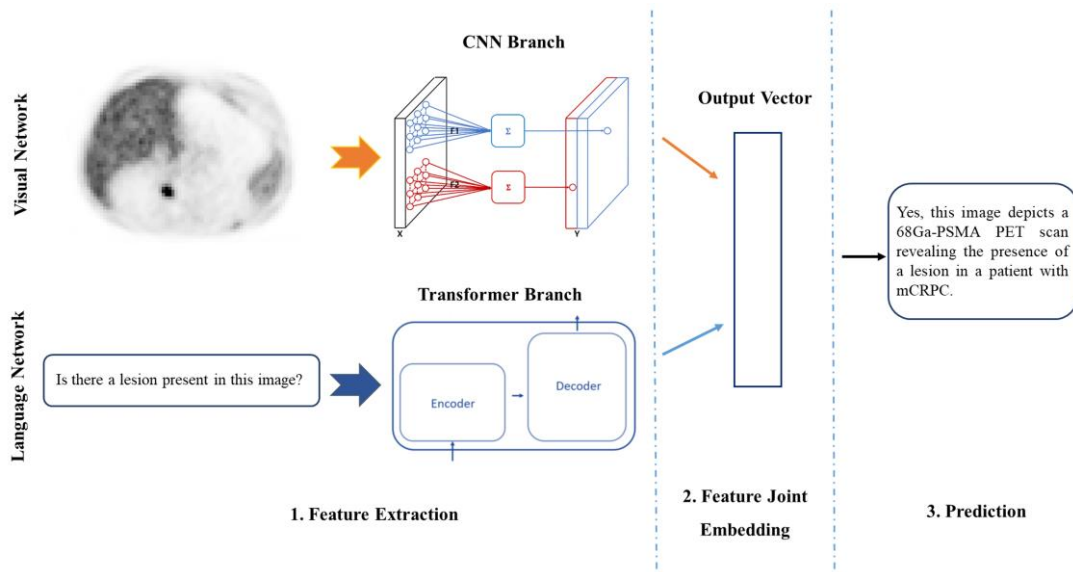 CNN Branch
Visual Network
F1
Σ
F2
Σ
X
Y
Output Vector
Yes, this image depicts a
68Ga-PSMA PET scan
revealing the presence of
a lesion in a patient with
mCRPC.
Transformer Branch
Language Network
Is there a lesion present in this image?
Encoder
Decoder
1. Feature Extraction
2. Feature Joint
Embedding
3. Prediction